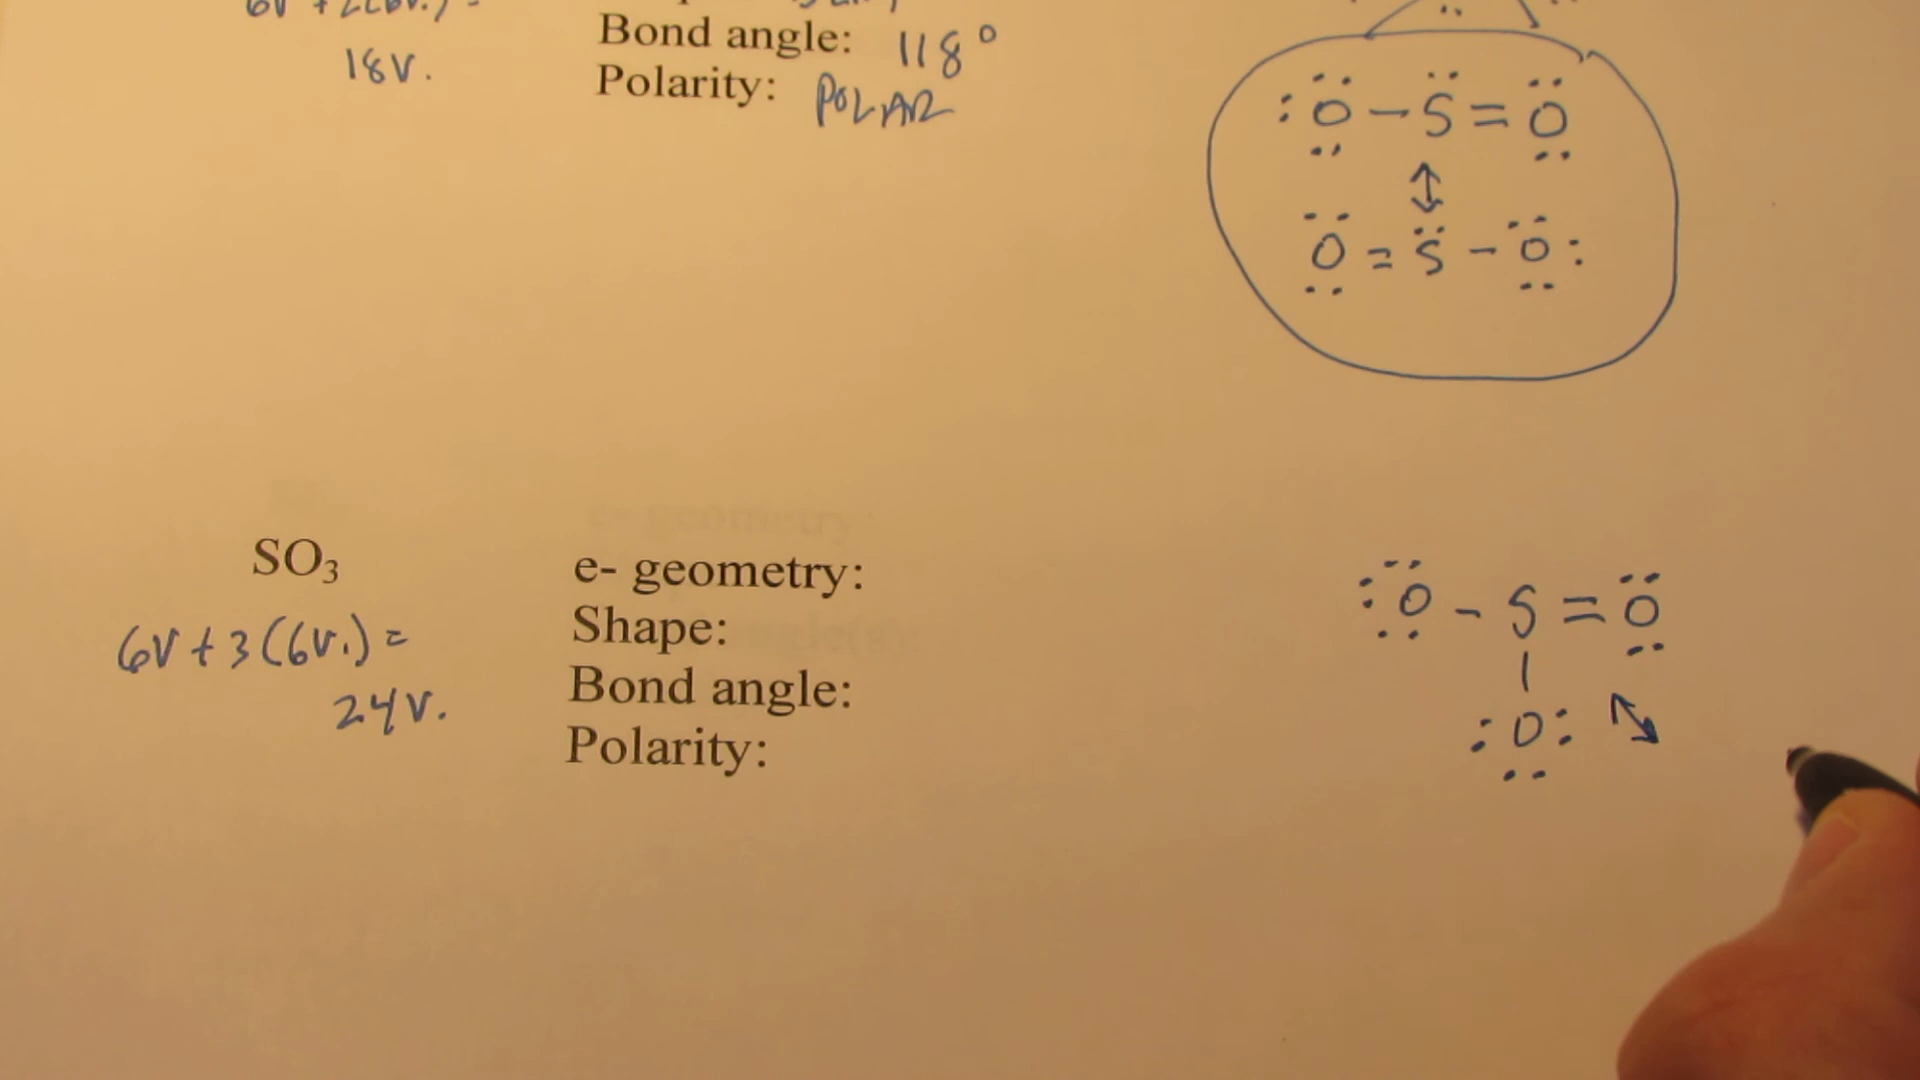 Bond angle: 118°
18V.
Polarity: POLAR
O – S = O
O = S – O
SO₃
e- geometry:
6V + 3(6V.) =
Shape:
24V.
Bond angle:
Polarity:
O – S = O
|
O